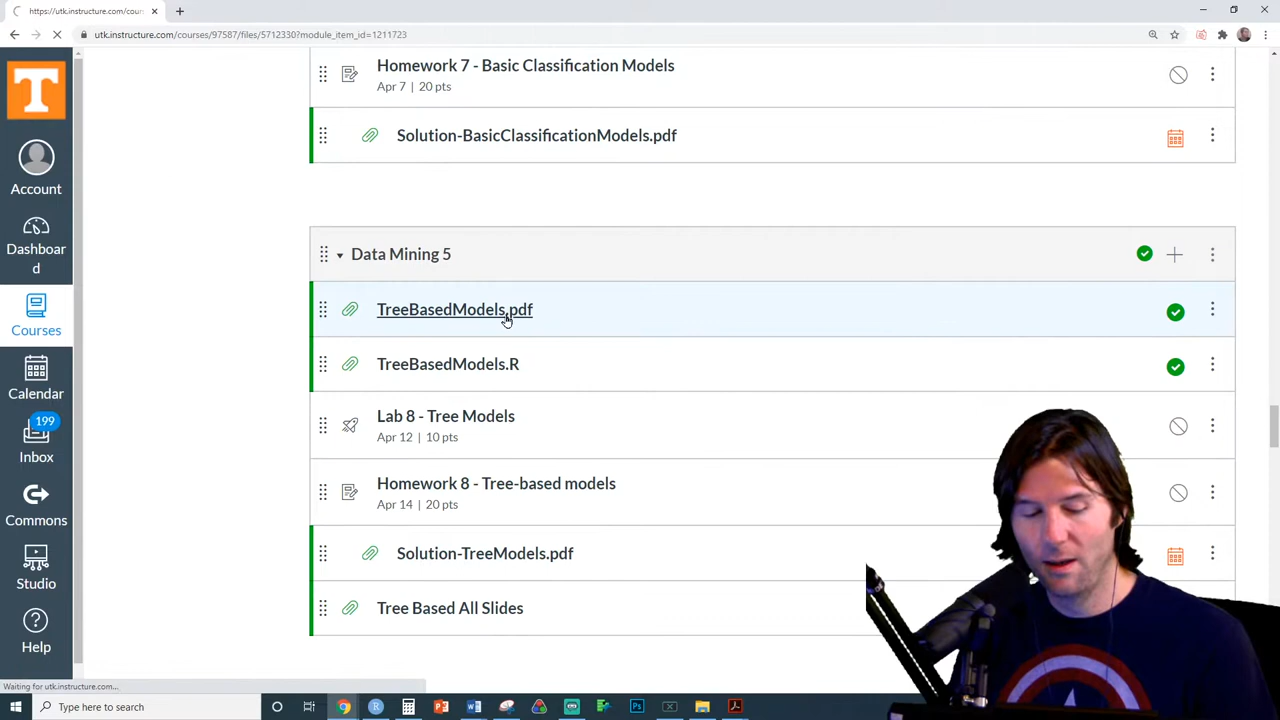 https://utk.instructure.com/cours
utk.instructure.com/courses/97587/files/5712330?module_item_id=1211723
Homework 7 - Basic Classification Models
Apr 7 | 20 pts
Solution-BasicClassificationModels.pdf
T
Account
Dashboar
d
Courses
Calendar
199
Inbox
Commons
Studio
Help
Data Mining 5
TreeBasedModels.pdf
TreeBasedModels.R
Lab 8 - Tree Models
Apr 12 | 10 pts
Homework 8 - Tree-based models
Apr 14 | 20 pts
Solution-TreeModels.pdf
Tree Based All Slides
Waiting for utk.instructure.com...
Type here to search